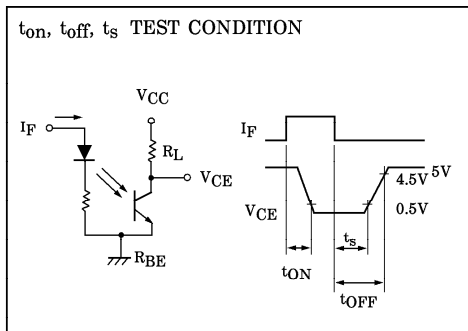 ton, toff, ts TEST CONDITION
VCC
IF
RL
VCE
RBE
IF
5V
4.5V
VCE
0.5V
ts
tON
tOFF